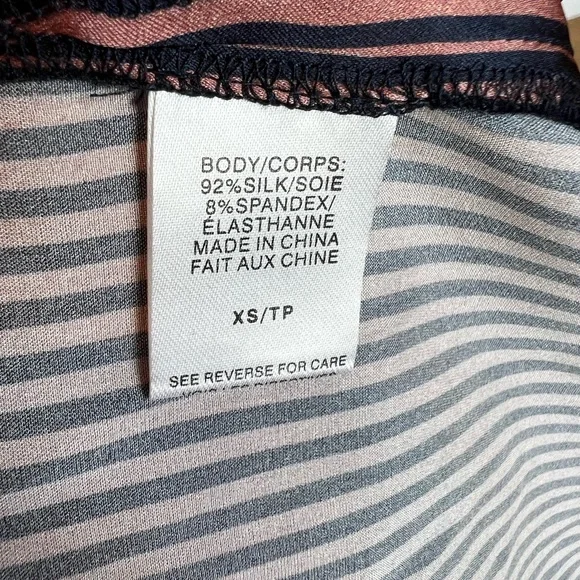 BODY/CORPS:
92%SILK/SOIE
8%SPANDEX/
ÉLASTHANNE
MADE IN CHINA
FAIT AUX CHINE
XS/TP
SEE REVERSE FOR CARE